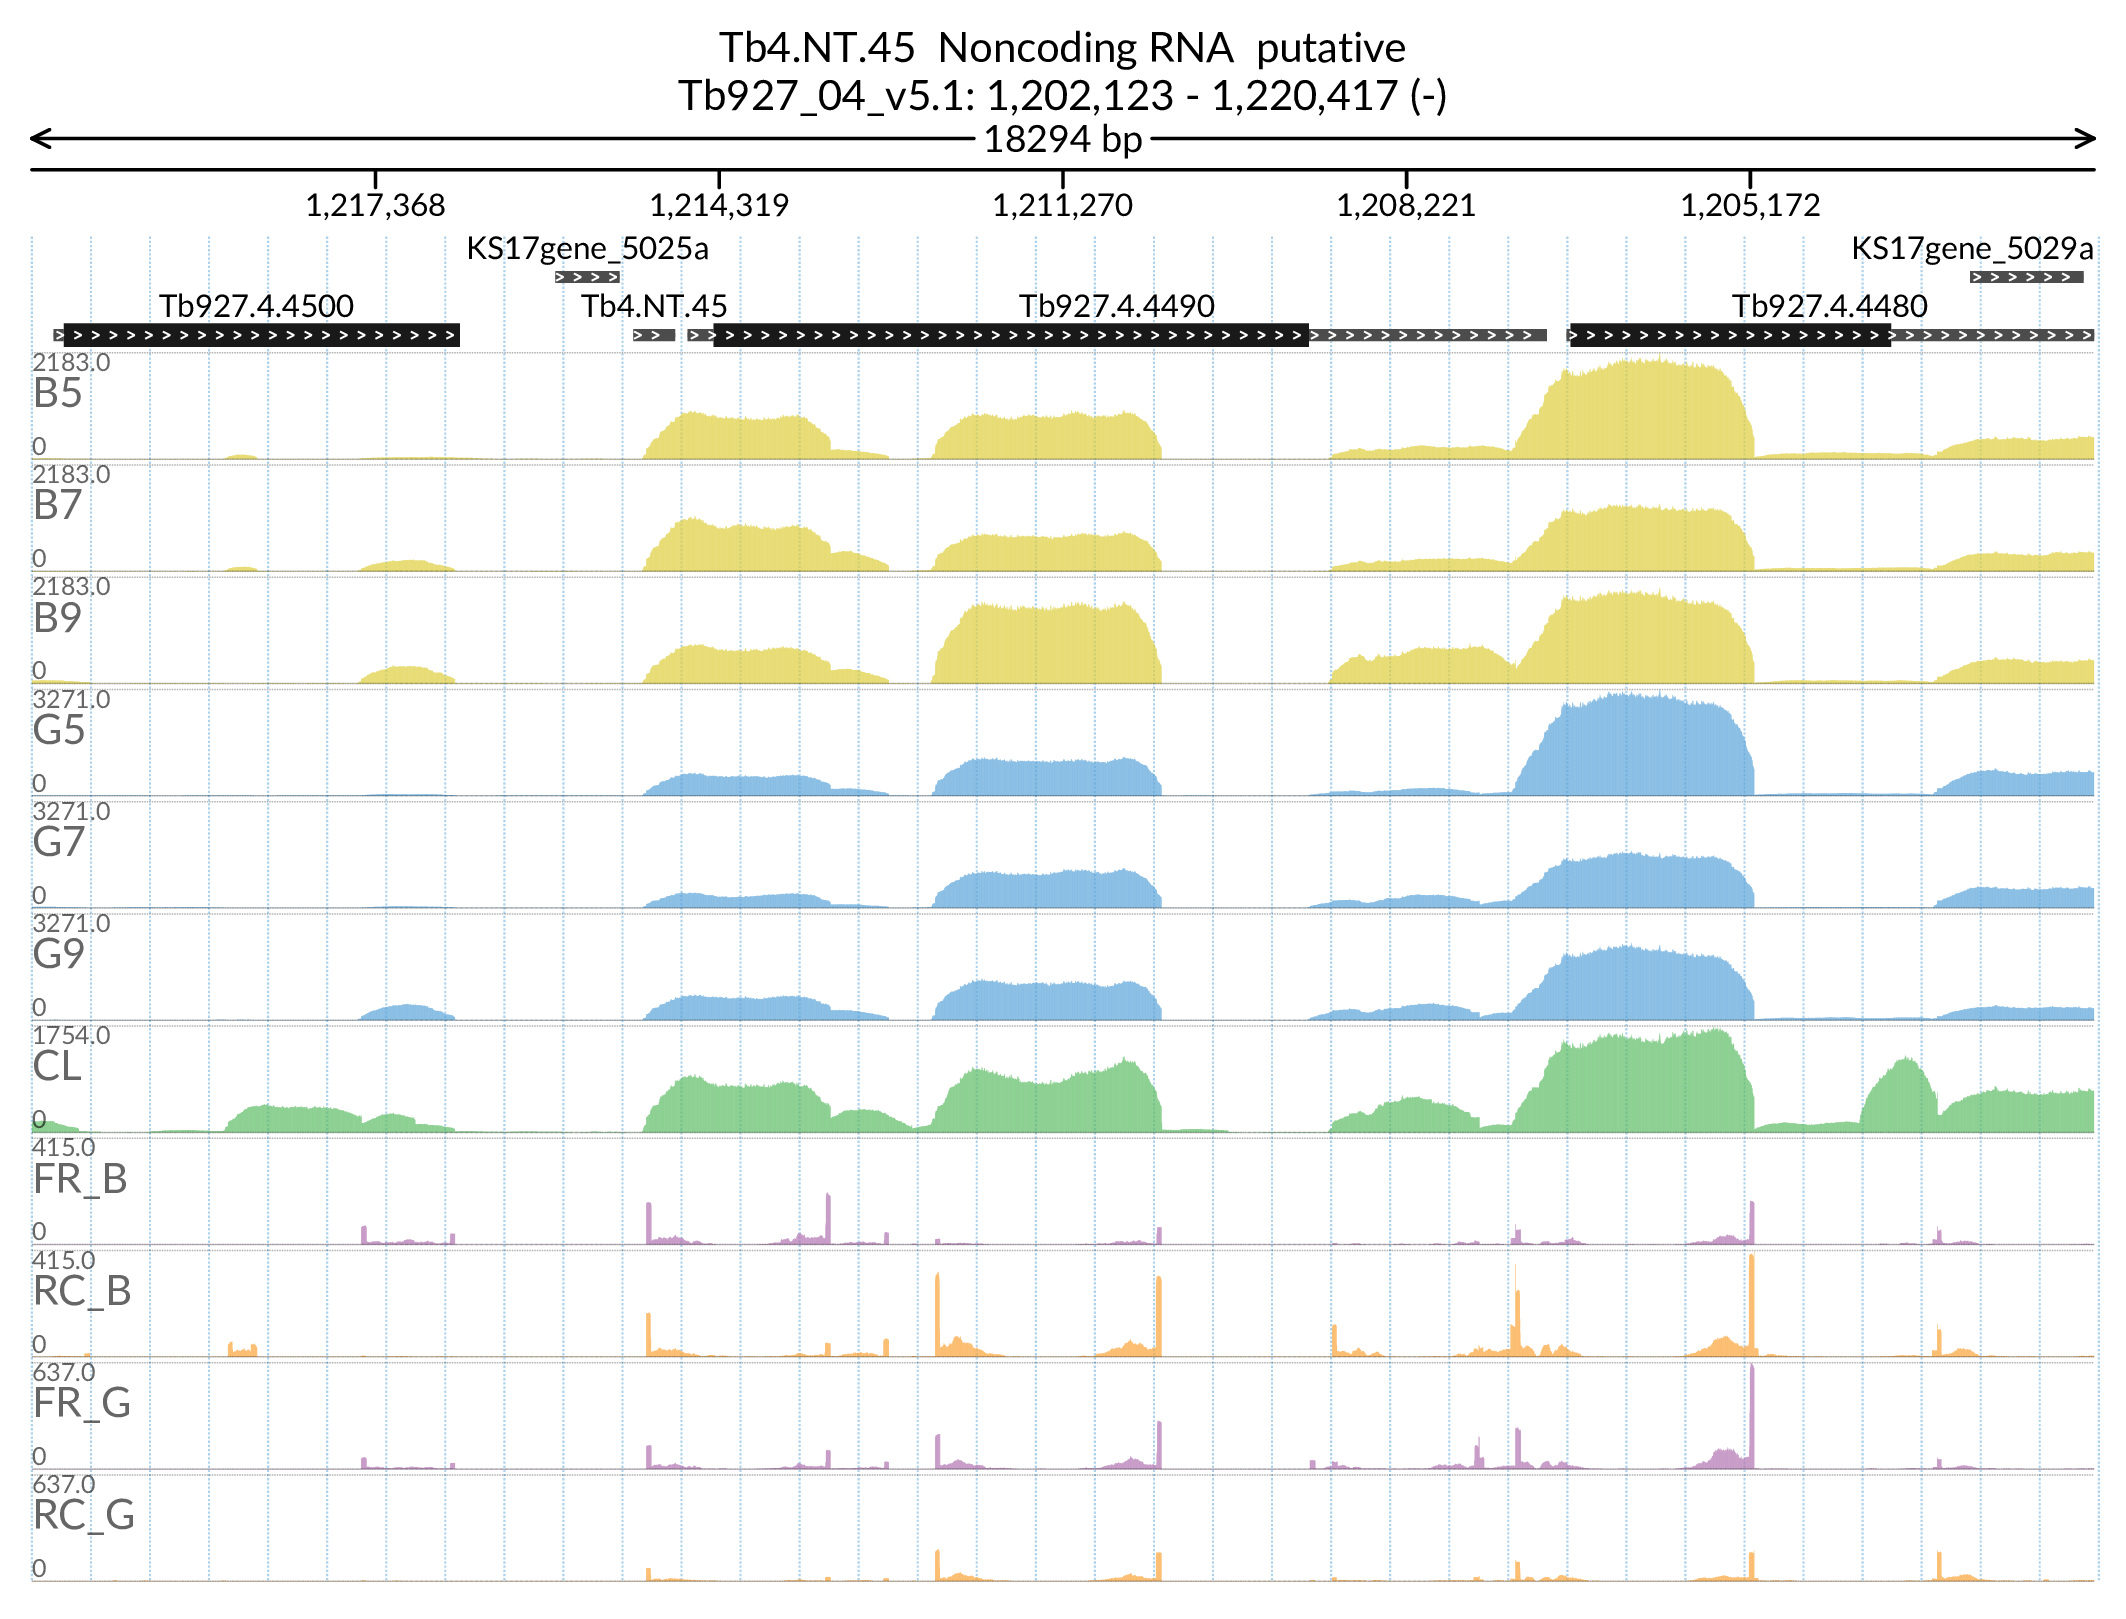 Tb4.NT.45 Noncoding RNA putative
Tb927_04_v5.1: 1,202,123 - 1,220,417 (-)
18294 bp
1,217,368 1,214,319 1,211,270 1,208,221 1,205,172
KS17gene_5025a KS17gene_5029a
Tb927.4.4500 Tb4.NT.45 Tb927.4.4490 Tb927.4.4480
2183.0
B5
0
2183.0
B7
0
2183.0
B9
0
3271.0
G5
0
3271.0
G7
0
3271.0
G9
0
1754.0
CL
0
415.0
FR_B
0
415.0
RC_B
0
637.0
FR_G
0
637.0
RC_G
0